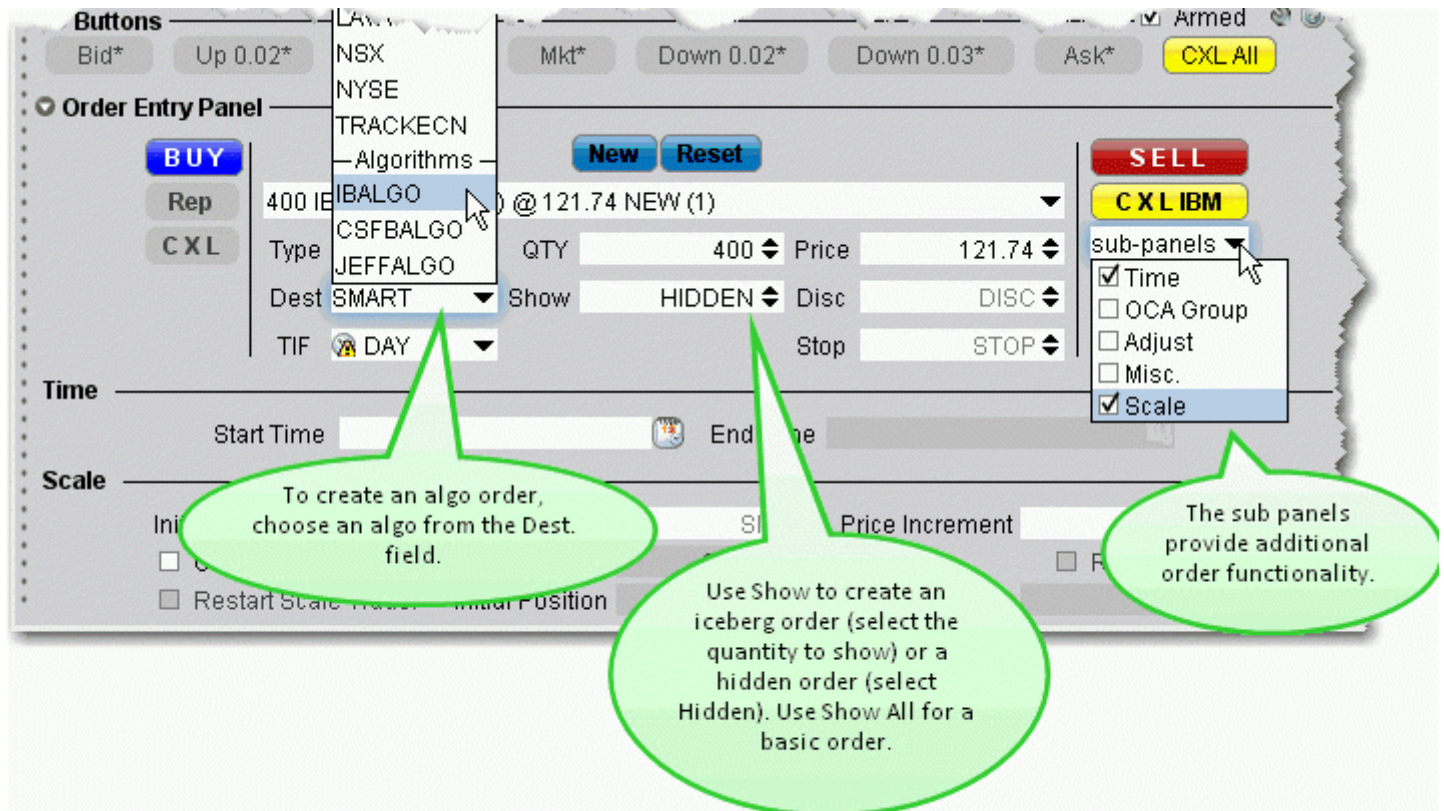 Buttons
Armed
Bid* Up 0.02* Mkt* Down 0.02* Down 0.03* Ask* CXL All
NSX
NYSE
TRACKECN
Algorithms
IBALGO
CSFBALGO
JEFFALGO
Order Entry Panel
BUY New Reset SELL
Rep 400 @ 121.74 NEW (1) CXL IBM
CXL Type QTY 400 Price 121.74 sub-panels
Dest SMART Show HIDDEN Disc DISC
TIF DAY Stop STOP
Time
OCA Group
Adjust
Misc.
Scale
Time
Start Time End
Scale
Price Increment
Restart Initial Position
To create an algo order,
choose an algo from the Dest.
field.
Use Show to create an
iceberg order (select the
quantity to show) or a
hidden order (select
Hidden). Use Show All for a
basic order.
The sub panels
provide additional
order functionality.